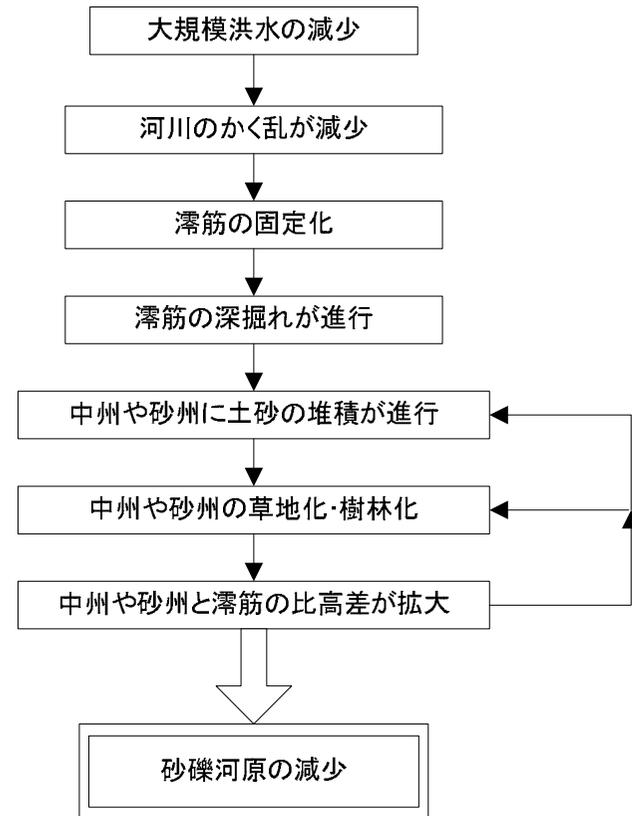 大規模洪水の減少
河川のかく乱が減少
澪筋の固定化
澪筋の深掘れが進行
中州や砂州に土砂の堆積が進行
中州や砂州の草地化・樹林化
中州や砂州と澪筋の比高差が拡大
砂礫河原の減少